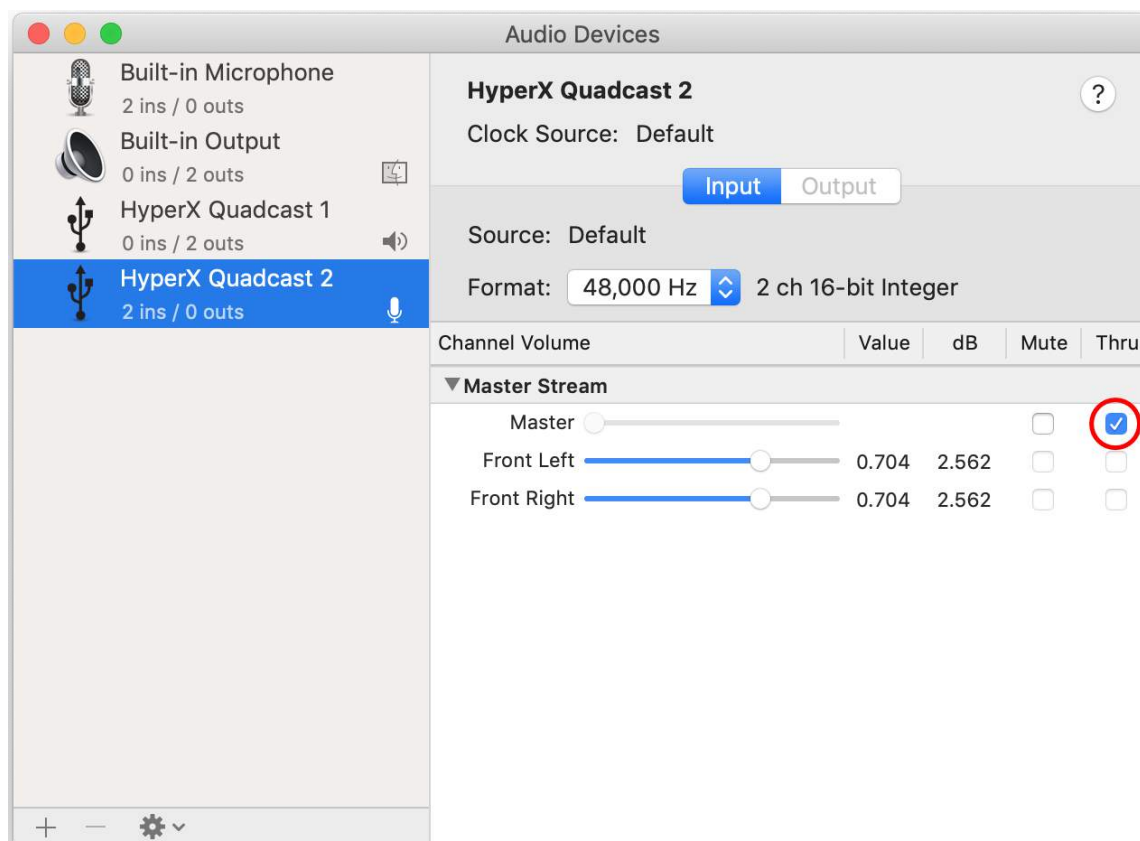 Audio Devices
Built-in Microphone
2 ins / 0 outs
Built-in Output
0 ins / 2 outs
HyperX Quadcast 1
0 ins / 2 outs
HyperX Quadcast 2
2 ins / 0 outs
HyperX Quadcast 2
?
Clock Source: Default
Input Output
Source: Default
Format: 48,000 Hz 2 ch 16-bit Integer
Channel Volume Value dB Mute Thru
Master Stream
Master
Front Left 0.704 2.562
Front Right 0.704 2.562